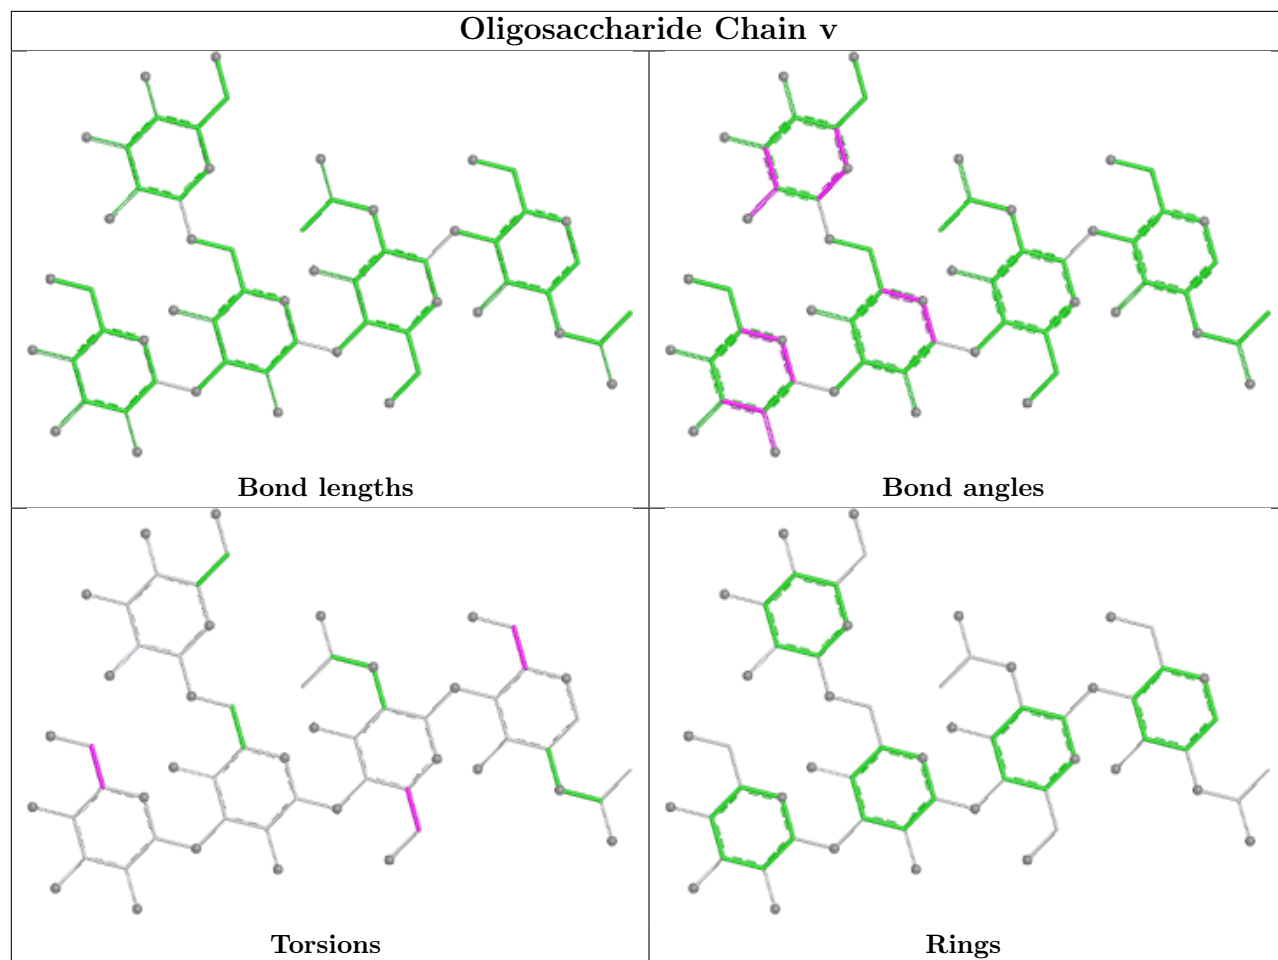 Oligosaccharide Chain v
Bond lengths
Bond angles
Torsions
Rings